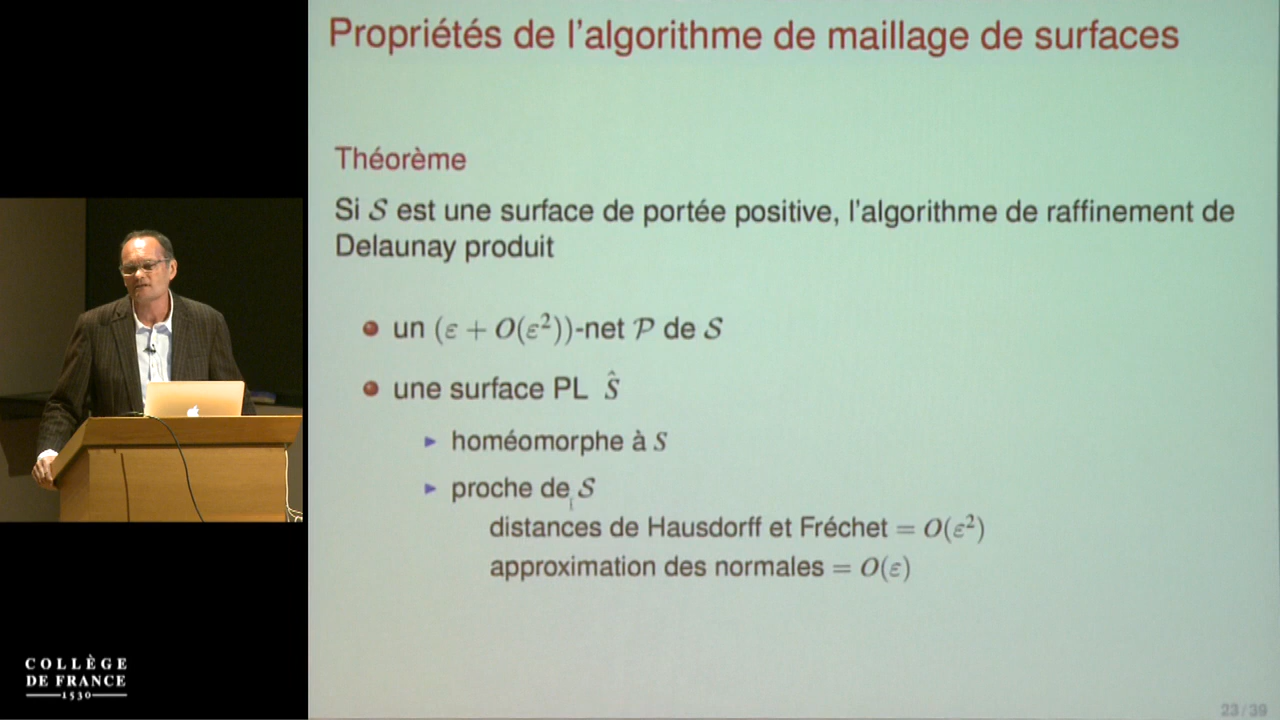 Propriétés de l'algorithme de maillage de surfaces
Théorème
Si S est une surface de portée positive, l'algorithme de raffinement de
Delaunay produit
un (ε + O(ε²))-net P de S
une surface PL Ŝ
homéomorphe à S
proche de S
distances de Hausdorff et Fréchet = O(ε²)
approximation des normales = O(ε)
23/39
COLLÈGE
DE FRANCE
1530